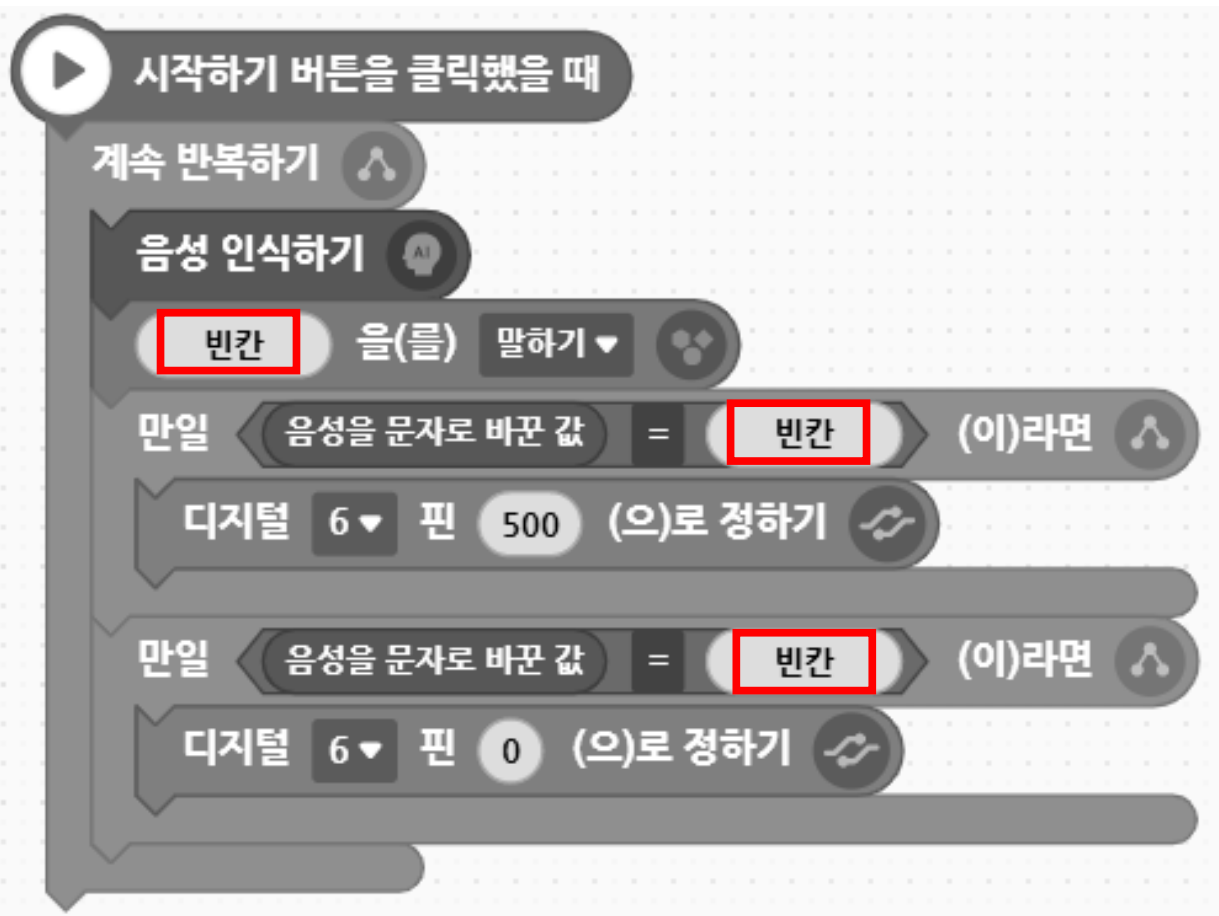 시작하기 버튼을 클릭했을 때
계속 반복하기
음성 인식하기 AI
빈칸 을(를) 말하기
만일 음성을 문자로 바꾼 값 = 빈칸 (이)라면
디지털 6 핀 500 (으)로 정하기
만일 음성을 문자로 바꾼 값 = 빈칸 (이)라면
디지털 6 핀 0 (으)로 정하기